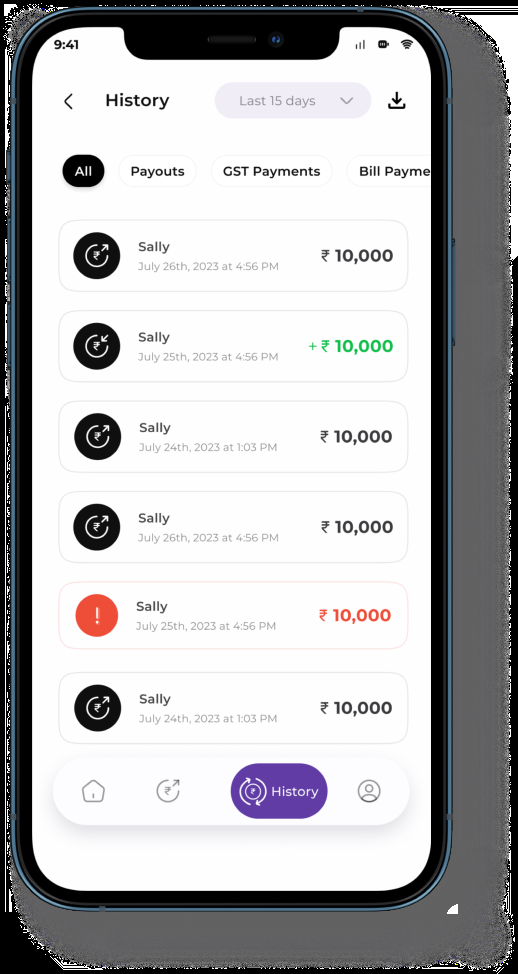 9:41
History
Last 15 days
All
Payouts
GST Payments
Bill Payme
Sally
₹ 10,000
July 26th, 2023 at 4:56 PM
Sally
+ ₹ 10,000
July 25th, 2023 at 4:56 PM
Sally
₹ 10,000
July 24th, 2023 at 1:03 PM
Sally
₹ 10,000
July 26th, 2023 at 4:56 PM
Sally
₹ 10,000
July 25th, 2023 at 4:56 PM
Sally
₹ 10,000
July 24th, 2023 at 1:03 PM
History